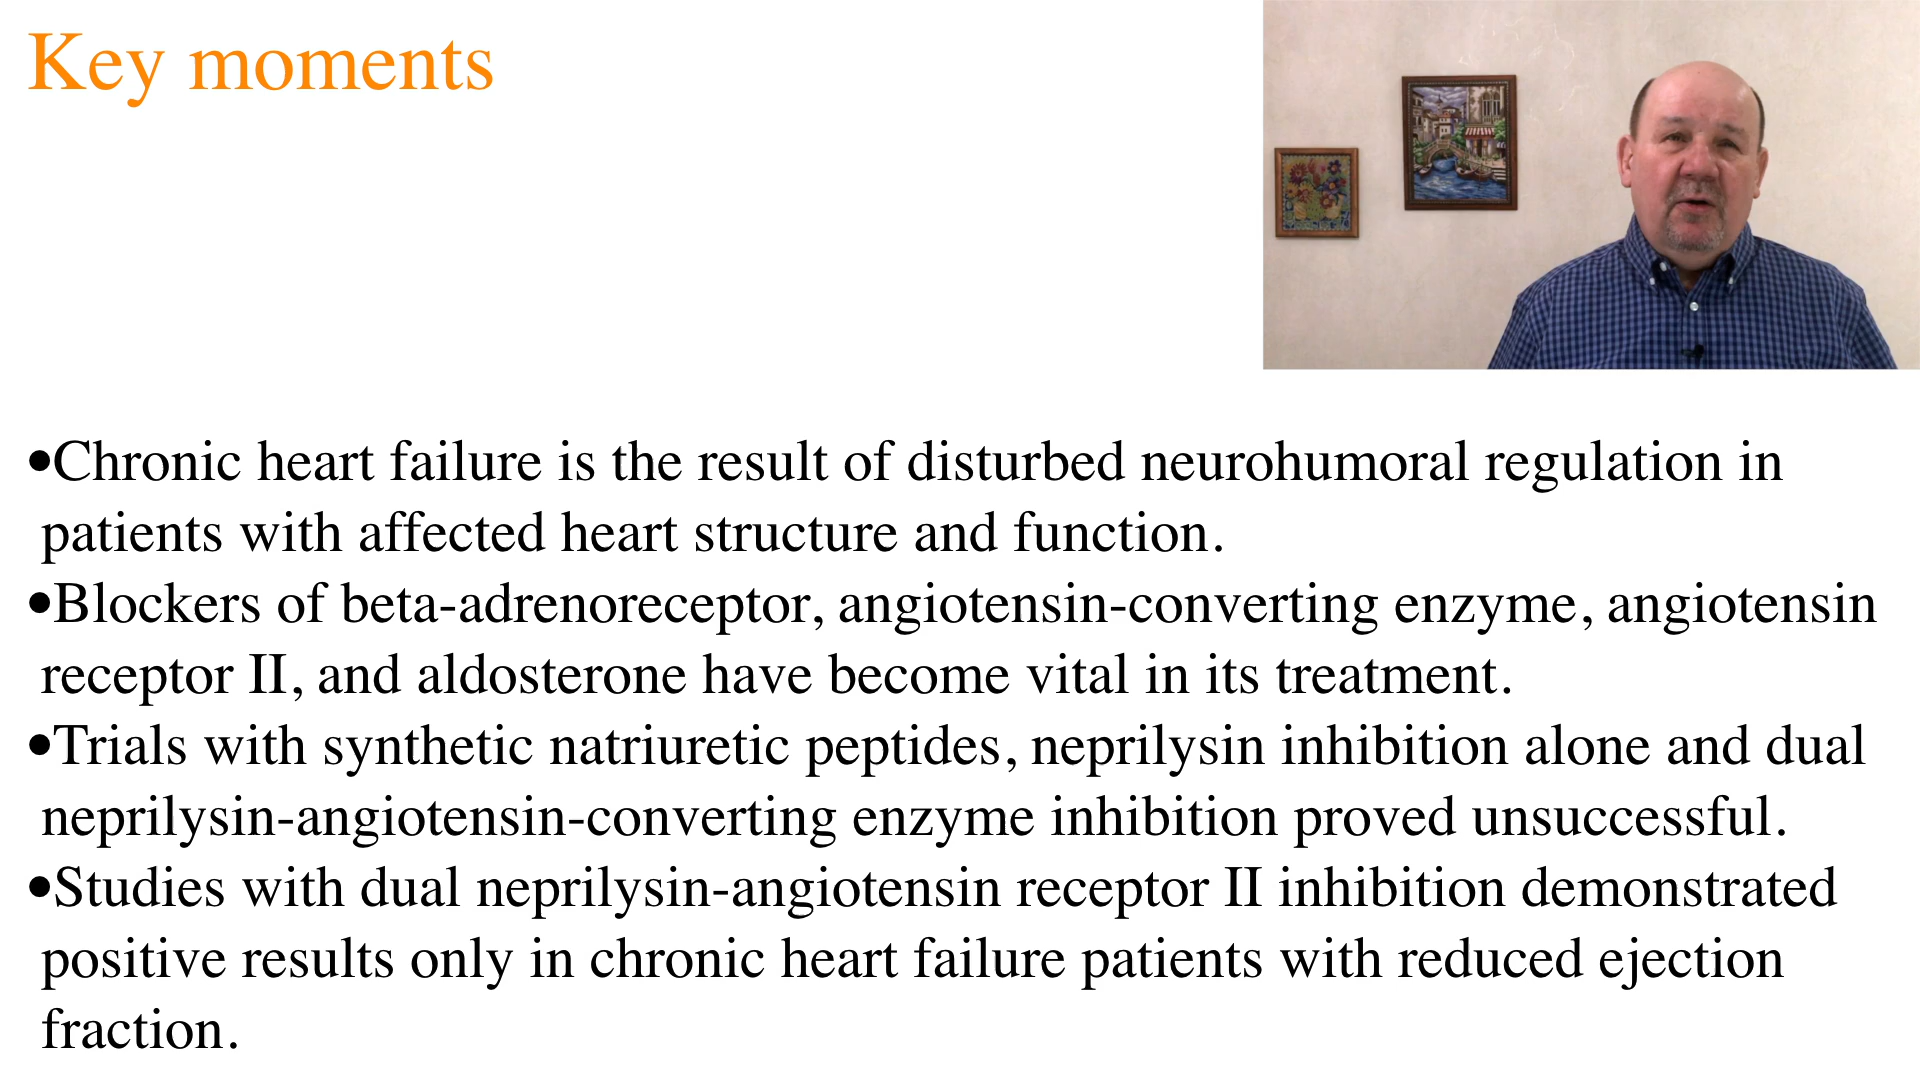 Key moments
•Chronic heart failure is the result of disturbed neurohumoral regulation in
patients with affected heart structure and function.
•Blockers of beta-adrenoreceptor, angiotensin-converting enzyme, angiotensin
receptor II, and aldosterone have become vital in its treatment.
•Trials with synthetic natriuretic peptides, neprilysin inhibition alone and dual
neprilysin-angiotensin-converting enzyme inhibition proved unsuccessful.
•Studies with dual neprilysin-angiotensin receptor II inhibition demonstrated
positive results only in chronic heart failure patients with reduced ejection
fraction.